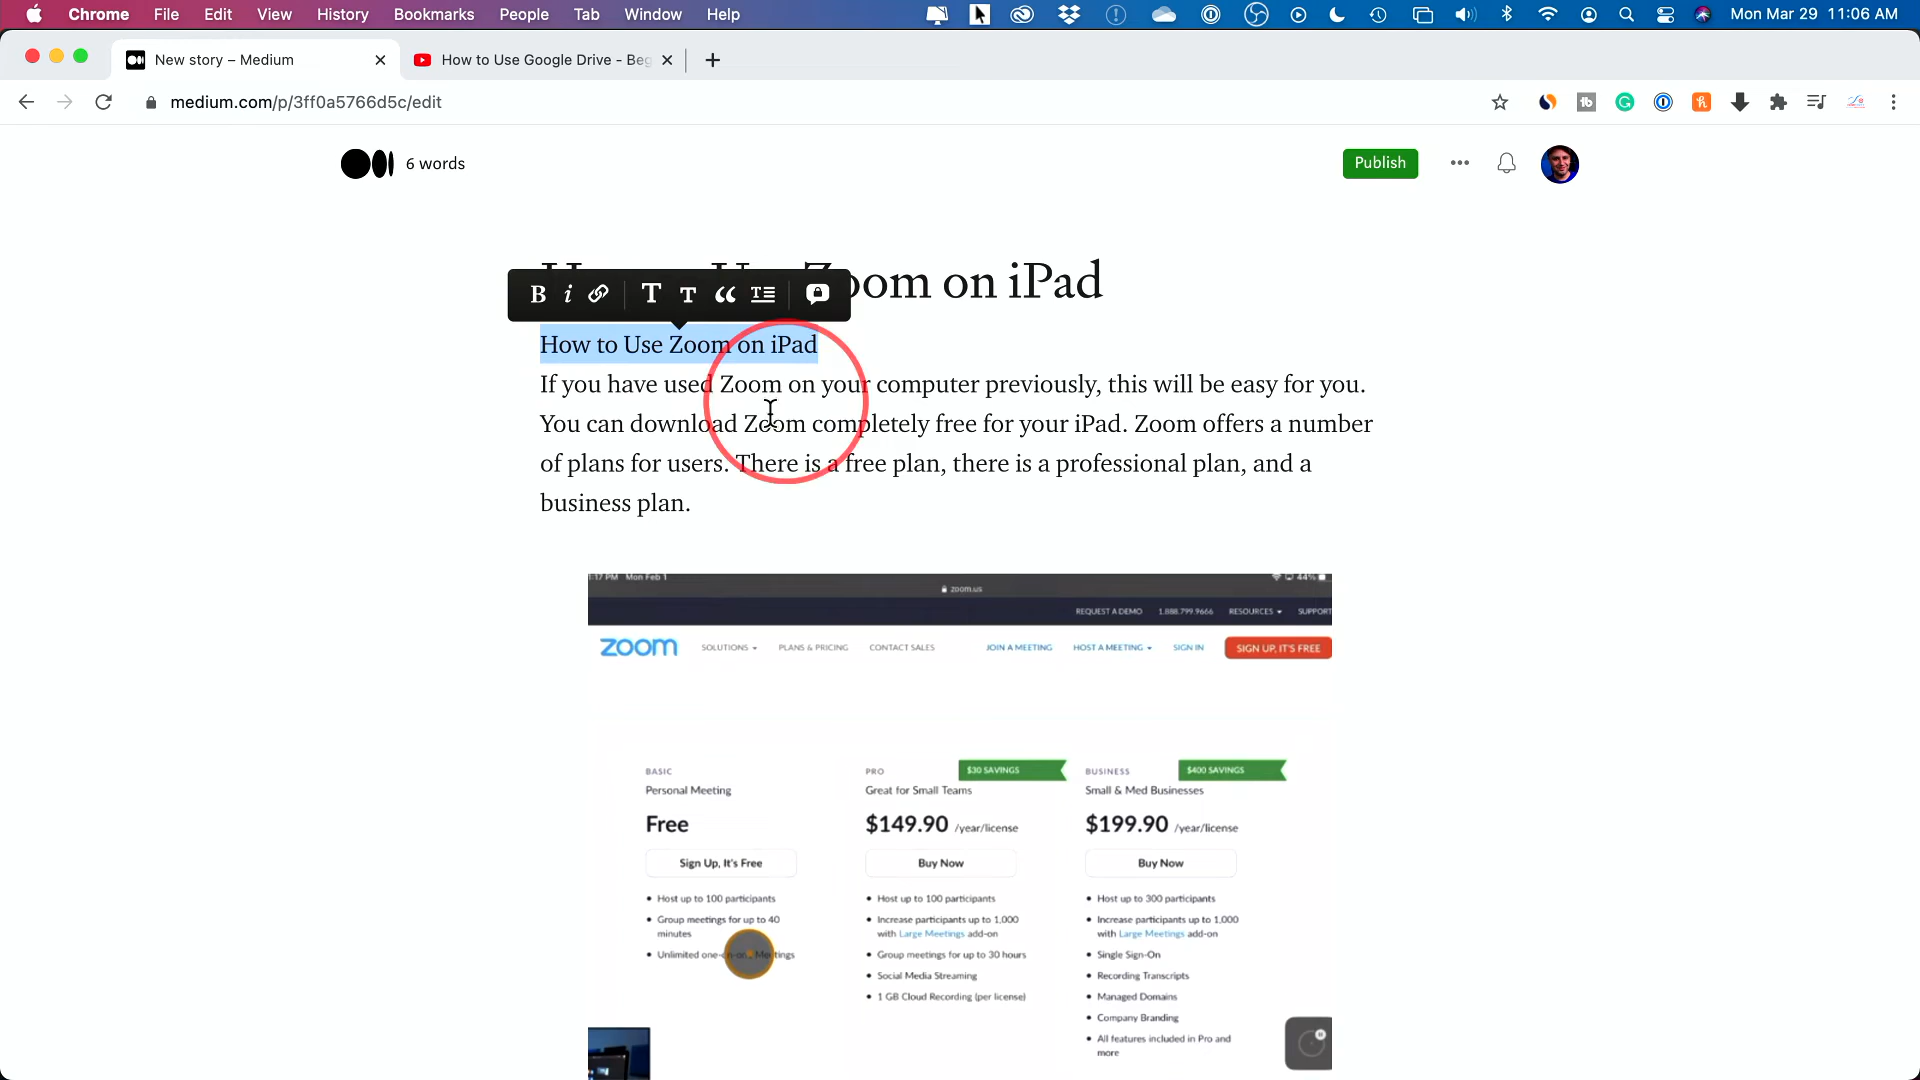 Chrome File Edit View History Bookmarks People Tab Window Help Mon Mar 29 11:06 AM
New story – Medium How to Use Google Drive - Beg
medium.com/p/3ff0a5766d5c/edit
6 words Publish
Zoom on iPad
B i T T
How to Use Zoom on iPad
If you have used Zoom on your computer previously, this will be easy for you.
You can download Zoom completely free for your iPad. Zoom offers a number
of plans for users. There is a free plan, there is a professional plan, and a
business plan.
1:17 PM Mon Feb 1 44%
zoom.us
REQUEST A DEMO 1.888.799.9666 RESOURCES SUPPORT
zoom SOLUTIONS PLANS & PRICING CONTACT SALES JOIN A MEETING HOST A MEETING SIGN IN SIGN UP, IT'S FREE
BASIC PRO $30 SAVINGS BUSINESS $400 SAVINGS
Personal Meeting Great for Small Teams Small & Med Businesses
Free $149.90 /year/license $199.90 /year/license
Sign Up, It's Free Buy Now Buy Now
• Host up to 100 participants • Host up to 100 participants • Host up to 300 participants
• Group meetings for up to 40 • Increase participants up to 1,000 • Increase participants up to 1,000
minutes with Large Meetings add-on with Large Meetings add-on
• Unlimited Meetings • Group meetings for up to 30 hours • Single Sign-On
• Social Media Streaming • Recording Transcripts
• 1 GB Cloud Recording (per license) • Managed Domains
• Company Branding
• All features included in Pro and
more